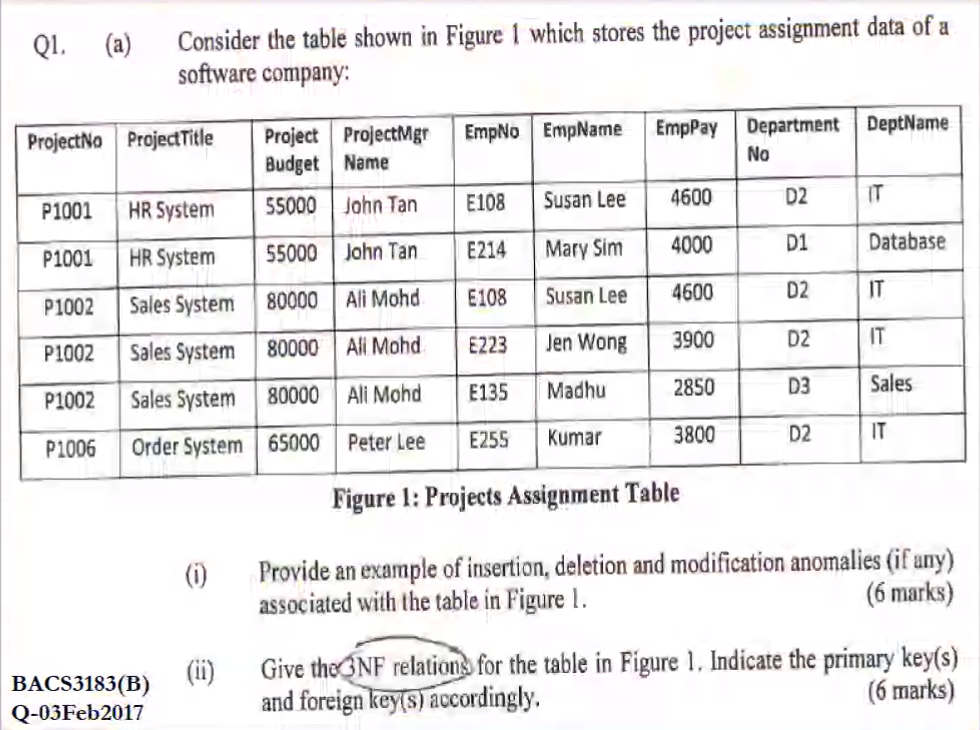 Q1. (a) Consider the table shown in Figure 1 which stores the project assignment data of a
software company:
ProjectNo ProjectTitle Project Budget ProjectMgr Name EmpNo EmpName EmpPay Department No DeptName
P1001 HR System 55000 John Tan E108 Susan Lee 4600 D2 IT
P1001 HR System 55000 John Tan E214 Mary Sim 4000 D1 Database
P1002 Sales System 80000 Ali Mohd E108 Susan Lee 4600 D2 IT
P1002 Sales System 80000 Ali Mohd E223 Jen Wong 3900 D2 IT
P1002 Sales System 80000 Ali Mohd E135 Madhu 2850 D3 Sales
P1006 Order System 65000 Peter Lee E255 Kumar 3800 D2 IT
Figure 1: Projects Assignment Table
(i) Provide an example of insertion, deletion and modification anomalies (if any)
associated with the table in Figure 1. (6 marks)
(ii) Give the 3NF relations for the table in Figure 1. Indicate the primary key(s)
and foreign key(s) accordingly. (6 marks)
BACS3183(B)
Q-03Feb2017